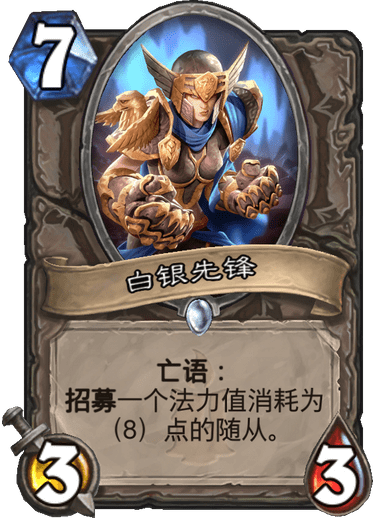 7
白银先锋
亡语：
招募一个法力值消耗为
（8）点的随从。
3
3